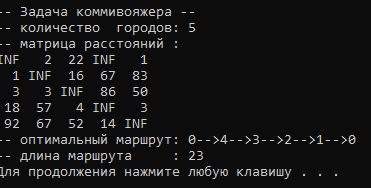 -- Задача коммивояжера --
-- количество  городов: 5
-- матрица расстояний :
INF   2  22 INF   1
  1 INF  16  67  83
  3   3 INF  86  50
 18  57   4 INF   3
 92  67  52  14 INF
-- оптимальный маршрут: 0-->4-->3-->2-->1-->0
-- длина маршрута     : 23
Для продолжения нажмите любую клавишу . . .